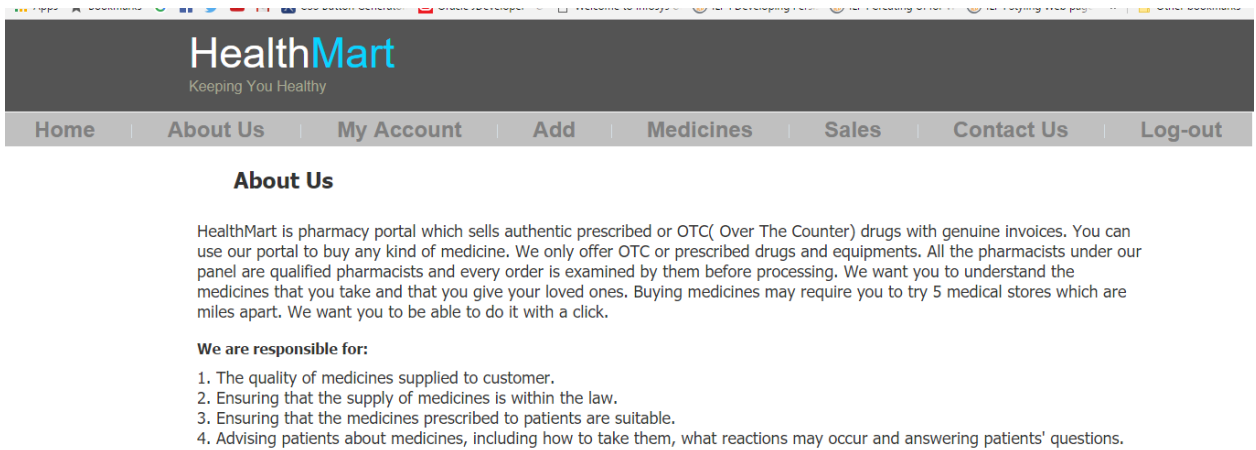 HealthMart
Keeping You Healthy
Home About Us My Account Add Medicines Sales Contact Us Log-out
About Us
HealthMart is pharmacy portal which sells authentic prescribed or OTC( Over The Counter) drugs with genuine invoices. You can
use our portal to buy any kind of medicine. We only offer OTC or prescribed drugs and equipments. All the pharmacists under our
panel are qualified pharmacists and every order is examined by them before processing. We want you to understand the
medicines that you take and that you give your loved ones. Buying medicines may require you to try 5 medical stores which are
miles apart. We want you to be able to do it with a click.
We are responsible for:
1. The quality of medicines supplied to customer.
2. Ensuring that the supply of medicines is within the law.
3. Ensuring that the medicines prescribed to patients are suitable.
4. Advising patients about medicines, including how to take them, what reactions may occur and answering patients' questions.